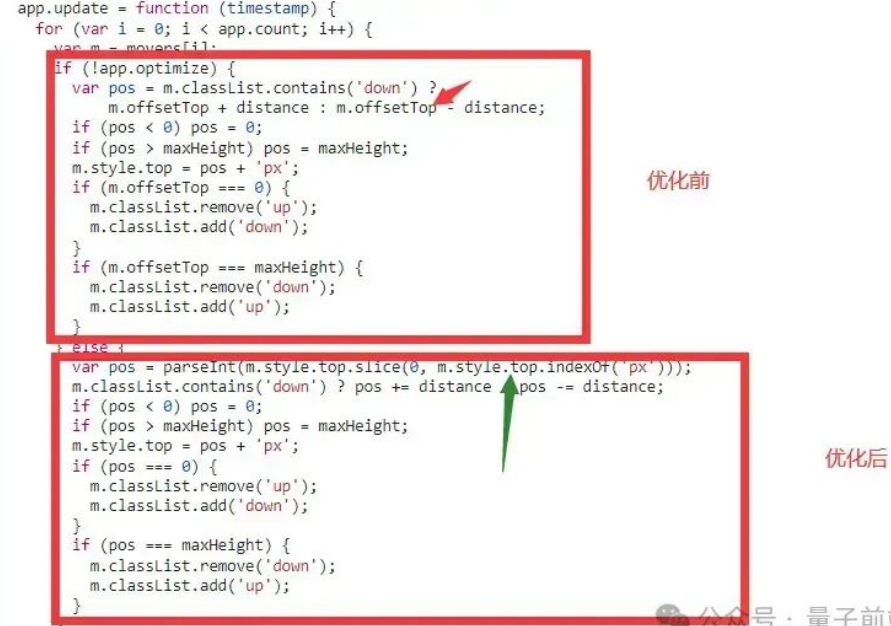 app.update = function (timestamp) {
for (var i = 0; i < app.count; i++) {
var m = movers[i];
if (!app.optimize) {
var pos = m.classList.contains('down') ?
m.offsetTop + distance : m.offsetTop - distance;
if (pos < 0) pos = 0;
if (pos > maxHeight) pos = maxHeight;
m.style.top = pos + 'px';
if (m.offsetTop === 0) {
m.classList.remove('up');
m.classList.add('down');
}
优化前
if (m.offsetTop === maxHeight) {
m.classList.remove('down');
m.classList.add('up');
}
} else {
var pos = parseInt(m.style.top.slice(0, m.style.top.indexOf('px')));
m.classList.contains('down') ? pos += distance : pos -= distance;
if (pos < 0) pos = 0;
if (pos > maxHeight) pos = maxHeight;
m.style.top = pos + 'px';
if (pos === 0) {
m.classList.remove('up');
m.classList.add('down');
}
优化后
if (pos === maxHeight) {
m.classList.remove('down');
m.classList.add('up');
}
公众号 · 量子前